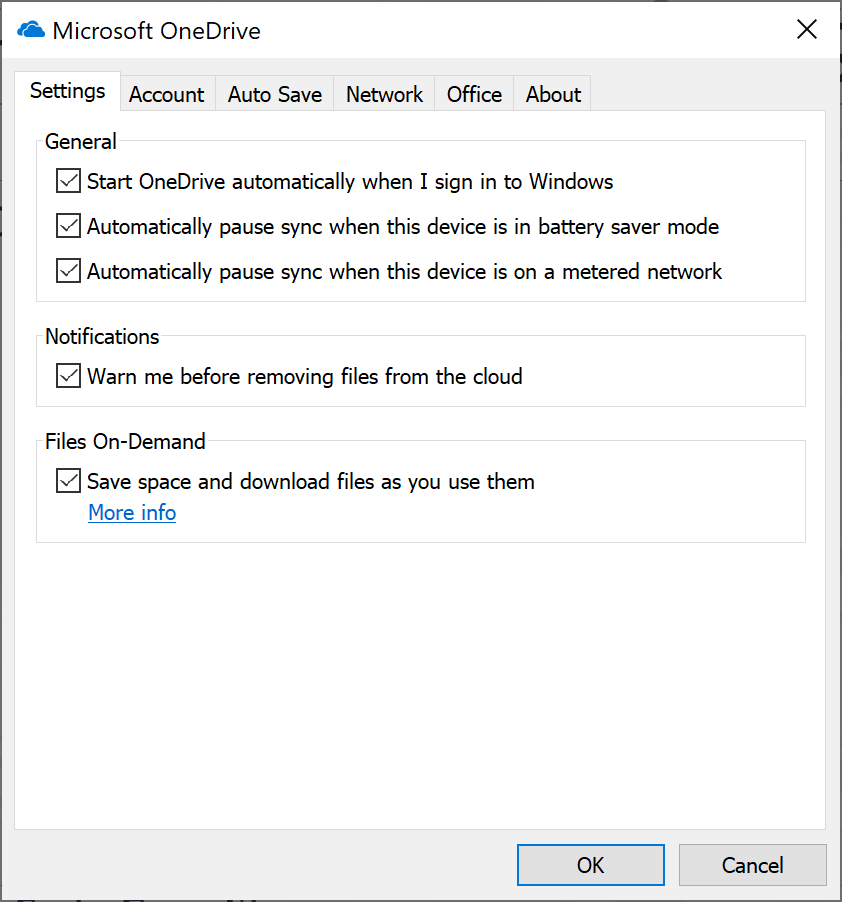 Microsoft OneDrive
Settings Account Auto Save Network Office About
General
Start OneDrive automatically when I sign in to Windows
Automatically pause sync when this device is in battery saver mode
Automatically pause sync when this device is on a metered network
Notifications
Warn me before removing files from the cloud
Files On-Demand
Save space and download files as you use them
More info
OK Cancel